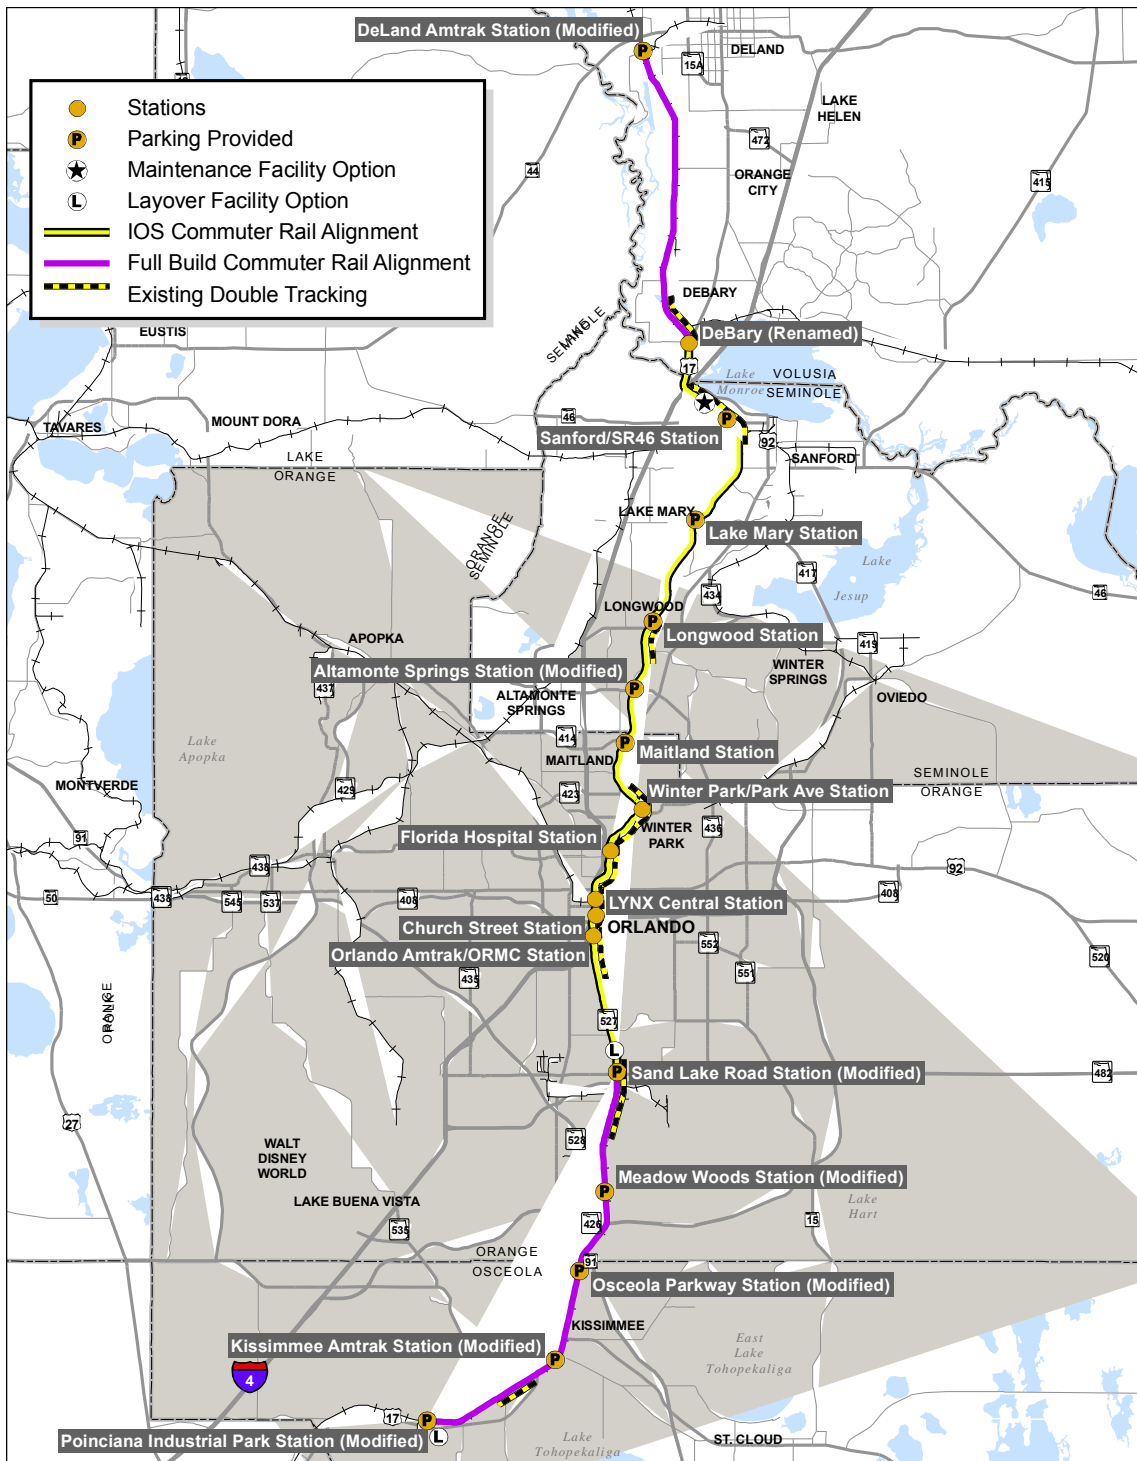 DeLand Amtrak Station (Modified)
DELAND
15A
LAKE
HELEN
Stations
P Parking Provided
Maintenance Facility Option
L Layover Facility Option
IOS Commuter Rail Alignment
Full Build Commuter Rail Alignment
Existing Double Tracking
472
44
ORANGE
CITY
415
DEBARY
EUSTIS
LAKE
SEMINOLE
DeBary (Renamed)
17
Lake
Monroe
VOLUSIA
SEMINOLE
MOUNT DORA
46
TAVARES
Sanford/SR46 Station
P
92
SANFORD
LAKE
ORANGE
LAKE MARY
P
Lake Mary Station
ORANGE
SEMINOLE
Lake
Jesup
417
434
46
LONGWOOD
P
Longwood Station
419
APOPKA
Altamonte Springs Station (Modified)
P
WINTER
SPRINGS
437
ALTAMONTE
SPRINGS
OVIEDO
414
Lake
Apopka
P
Maitland Station
MAITLAND
SEMINOLE
ORANGE
MONTVERDE
429
423
Winter Park/Park Ave Station
WINTER
PARK
436
91
Florida Hospital Station
438
92
50
438
545
537
408
408
LYNX Central Station
Church Street Station
ORLANDO
Orlando Amtrak/ORMC Station
552
520
435
551
ORANGE
POLK
527
L
P
Sand Lake Road Station (Modified)
482
27
528
WALT
DISNEY
WORLD
Meadow Woods Station (Modified)
P
LAKE BUENA VISTA
Lake
Hart
535
426
15
ORANGE
OSCEOLA
91
P
Osceola Parkway Station (Modified)
KISSIMMEE
Kissimmee Amtrak Station (Modified)
P
East
Lake
Tohopekaliga
4
17
P
Poinciana Industrial Park Station (Modified)
L
Lake
Tohopekaliga
ST. CLOUD